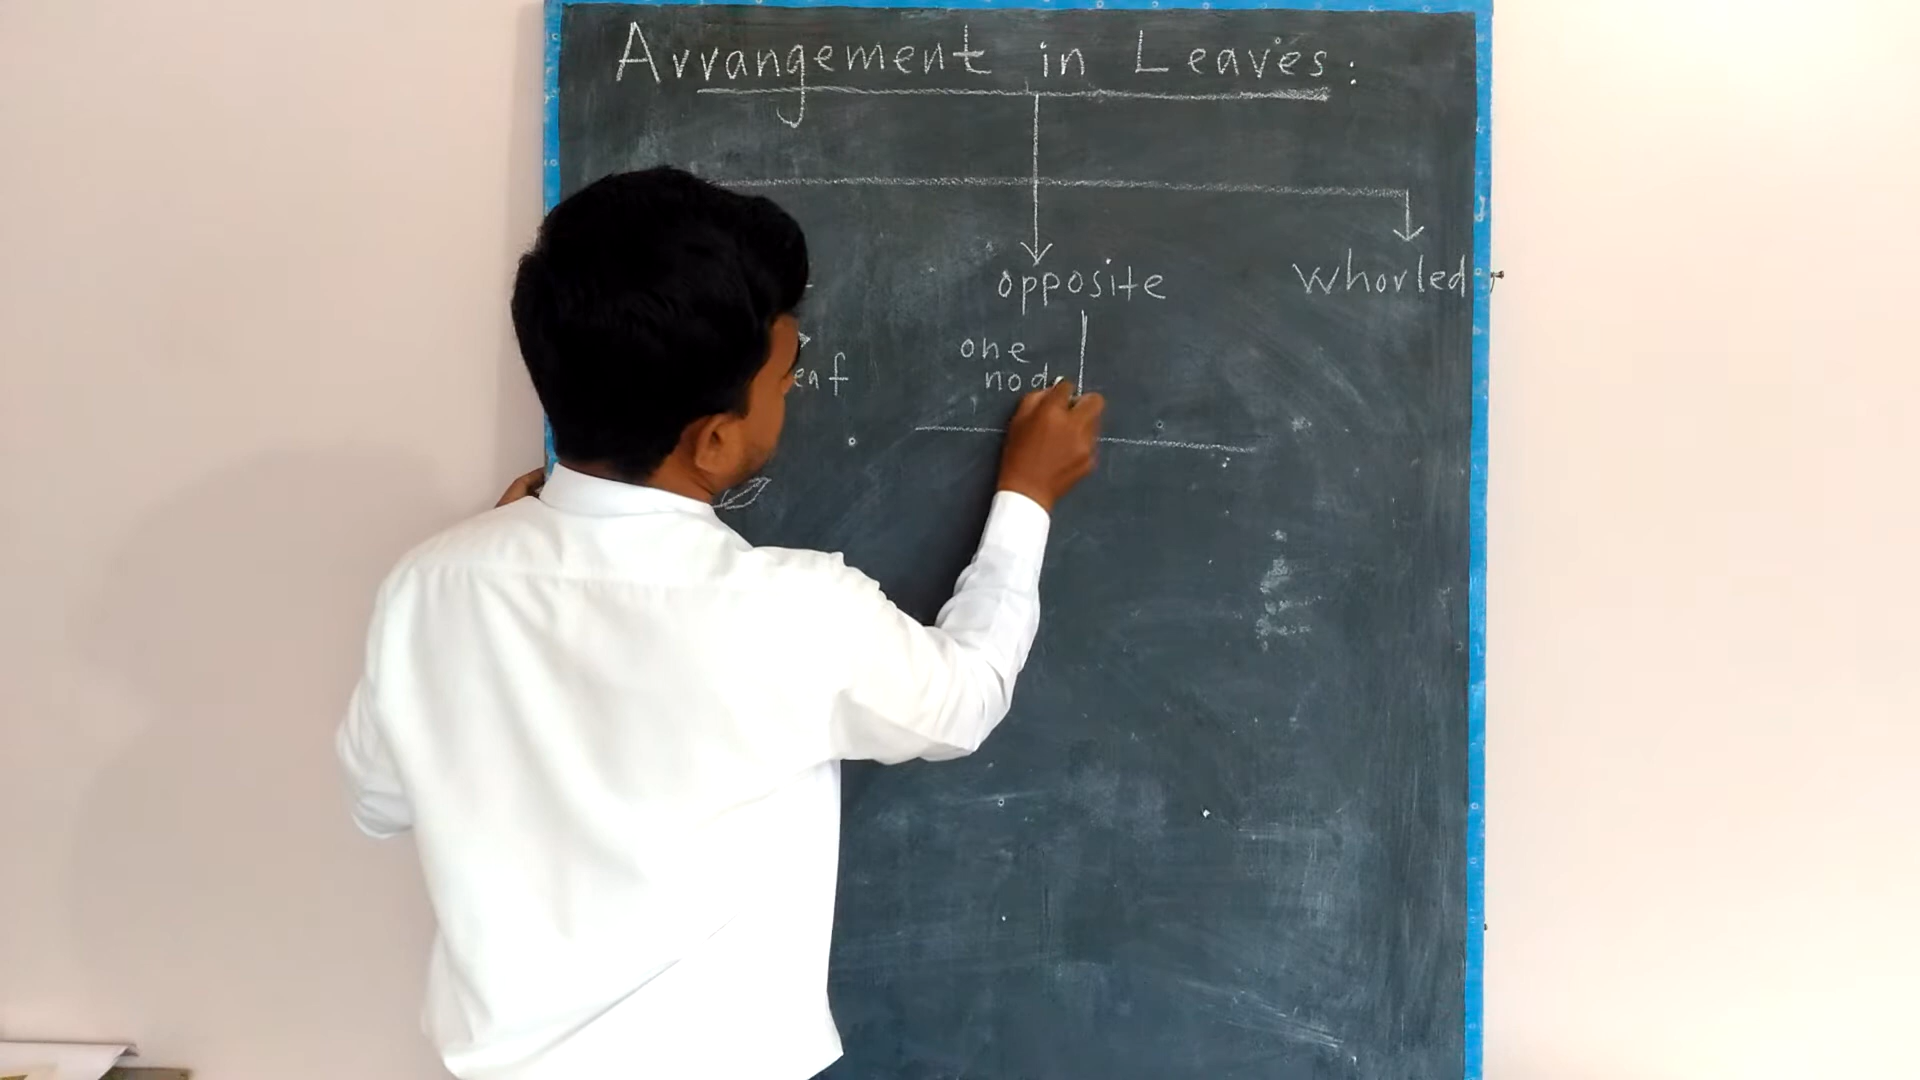 Arrangement in Leaves:
opposite
whorled
one
node